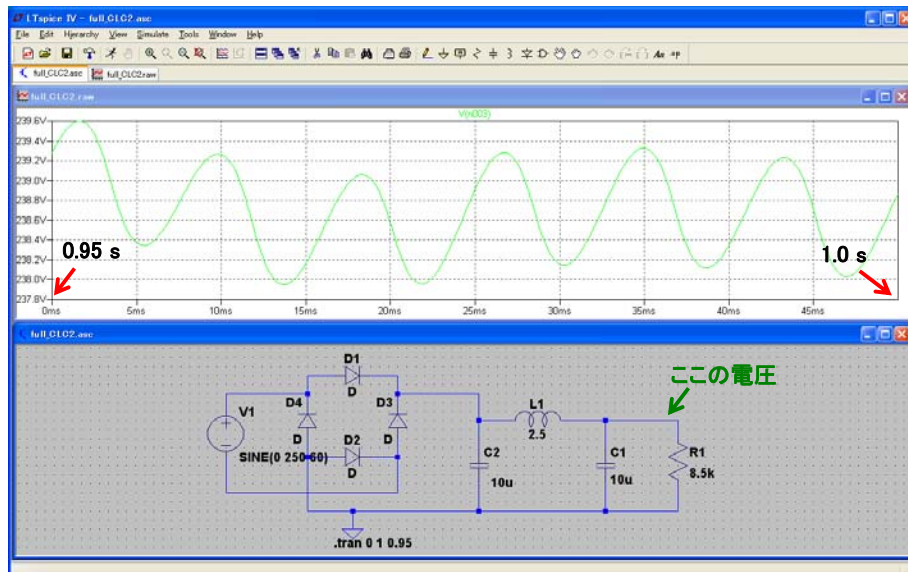 LTspice IV - full_CLC2.asc
File Edit Hierarchy View Simulate Tools Window Help
full_CLC2.asc full_CLC2.raw
full_CLC2.raw
V(n003)
239.6V
239.4V
239.2V
239.0V
238.8V
238.6V
238.4V
238.2V
238.0V
237.8V
0.95 s
1.0 s
0ms 5ms 10ms 15ms 20ms 25ms 30ms 35ms 40ms 45ms
full_CLC2.asc
D1
D
D4
D
D3
D
D2
D
V1
SINE(0 250 60)
L1
2.5
ここの電圧
C2
10u
C1
10u
R1
8.5k
.tran 0 1 0.95